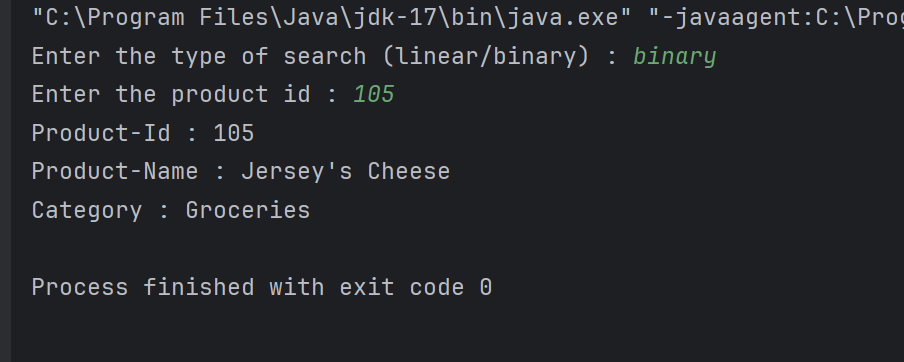 "C:\Program Files\Java\jdk-17\bin\java.exe" "-javaagent:C:\Prog
Enter the type of search (linear/binary) : binary
Enter the product id : 105
Product-Id : 105
Product-Name : Jersey's Cheese
Category : Groceries
Process finished with exit code 0